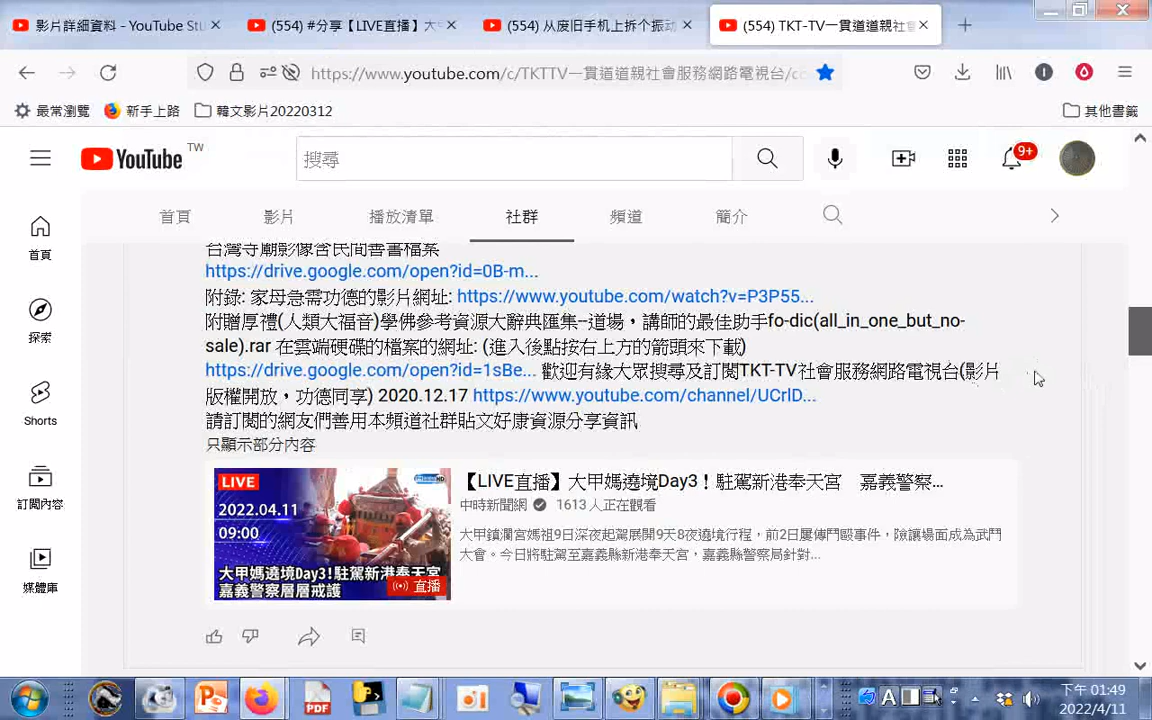 影片詳細資料 - YouTube Stu
(554) #分享【LIVE直播】大
(554) 从废旧手机上拆个振动
(554) TKT-TV一貫道道親社會
https://www.youtube.com/c/TKTTV一貫道道親社會服務網路電視台/co
最常瀏覽
新手上路
韓文影片20220312
其他書籤
YouTube TW
搜尋
9+
首頁
影片
播放清單
社群
頻道
簡介
首頁
探索
Shorts
訂閱內容
媒體庫
台灣寺廟影像含民間善書檔案
https://drive.google.com/open?id=0B-m...
附錄: 家母急需功德的影片網址: https://www.youtube.com/watch?v=P3P55...
附贈厚禮(人類大福音)學佛參考資源大辭典匯集--道場，講師的最佳助手fo-dic(all_in_one_but_no-
sale).rar 在雲端硬碟的檔案的網址: (進入後點按右上方的箭頭來下載)
https://drive.google.com/open?id=1sBe... 歡迎有緣大眾搜尋及訂閱TKT-TV社會服務網路電視台(影片
版權開放，功德同享) 2020.12.17 https://www.youtube.com/channel/UCrlD...
請訂閱的網友們善用本頻道社群貼文好康資源分享資訊
只顯示部分內容
LIVE
2022.04.11
09:00
大甲媽遶境Day3!駐駕新港奉天宮
嘉義警察層層戒護
直播
【LIVE直播】大甲媽遶境Day3！駐駕新港奉天宮　嘉義警察...
中時新聞網
1613 人正在觀看
大甲鎮瀾宮媽祖9日深夜起駕展開9天8夜遶境行程，前2日屢傳鬥毆事件，險讓場面成為武鬥
大會。今日將駐駕至嘉義縣新港奉天宮，嘉義縣警察局針對...
PDF
A
下午 01:49
2022/4/11